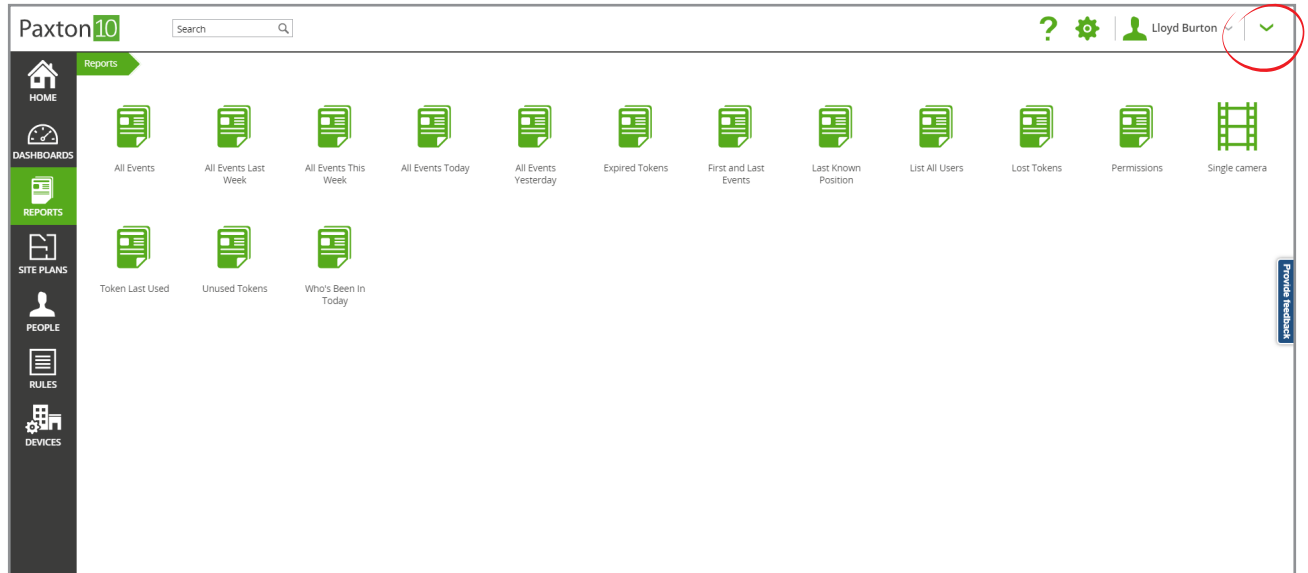 Paxton10
Search
?
Lloyd Burton
Reports
HOME
DASHBOARDS
REPORTS
SITE PLANS
PEOPLE
RULES
DEVICES
All Events
All Events Last
Week
All Events This
Week
All Events Today
All Events
Yesterday
Expired Tokens
First and Last
Events
Last Known
Position
List All Users
Lost Tokens
Permissions
Single camera
Token Last Used
Unused Tokens
Who's Been In
Today
Provide feedback